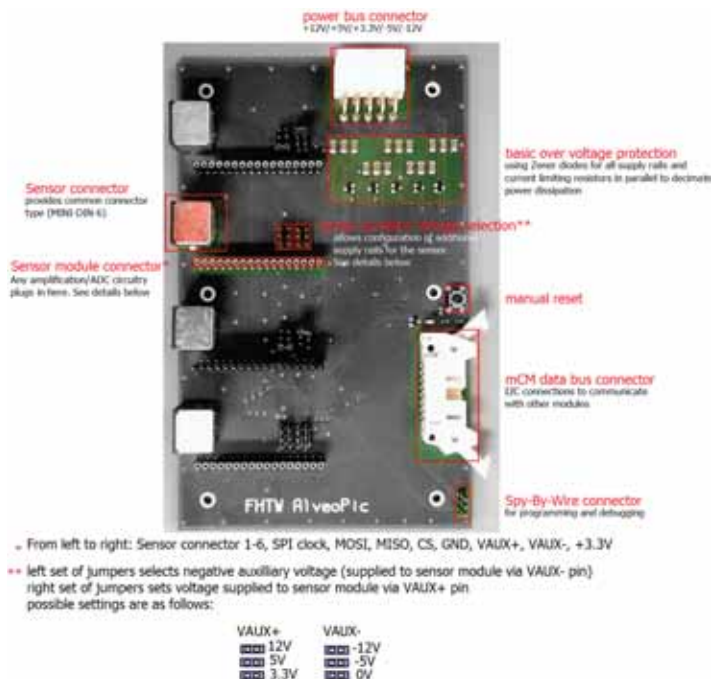 power bus connector
+12V/+5V/+3.3V/-5V/-12V
basic over voltage protection
using Zener diodes for all supply rails and
current limiting resistors in parallel to decimate
power dissipation
Sensor connector
provides common connector
type (MINI DIN-6)
selection**
allows configuration of additional
supply rails for the sensor.
See details below
Sensor module connector*
Any amplification/ADC circuitry
plugs in here. See details below
manual reset
mCM data bus connector
I2C connections to communicate
with other modules
Spy-By-Wire connector
for programming and debugging
FHTW AlveoPic
* From left to right: Sensor connector 1-6, SPI clock, MOSI, MISO, CS, GND, VAUX+, VAUX-, +3.3V
** left set of jumpers selects negative auxilliary voltage (supplied to sensor module via VAUX- pin)
right set of jumpers sets voltage supplied to sensor module via VAUX+ pin
possible settings are as follows:
VAUX+ VAUX-
12V -12V
5V -5V
3.3V 0V